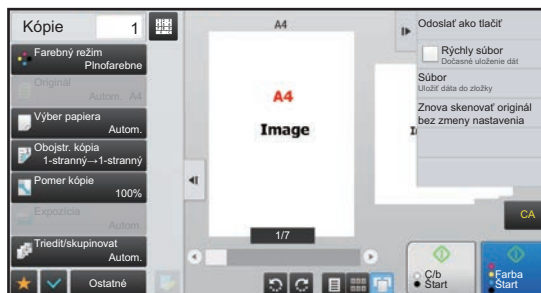 Kópie 1
Farebný režim
Plnofarebne
Originál
Autom. A4
Výber papiera
Autom.
Obojstr. kópia
1-stranný→1-stranný
Pomer kópie
100%
Expozícia
Autom.
Triedit/skupinovat
Autom.
Ostatné
A4
A4
Image
1/7
Odoslať ako tlačiť
Rýchly súbor
Dočasné uloženie dát
Súbor
Uložiť dáta do zložky
Znova skenovať originál
bez zmeny nastavenia
CA
Č/b
Štart
Farba
Štart